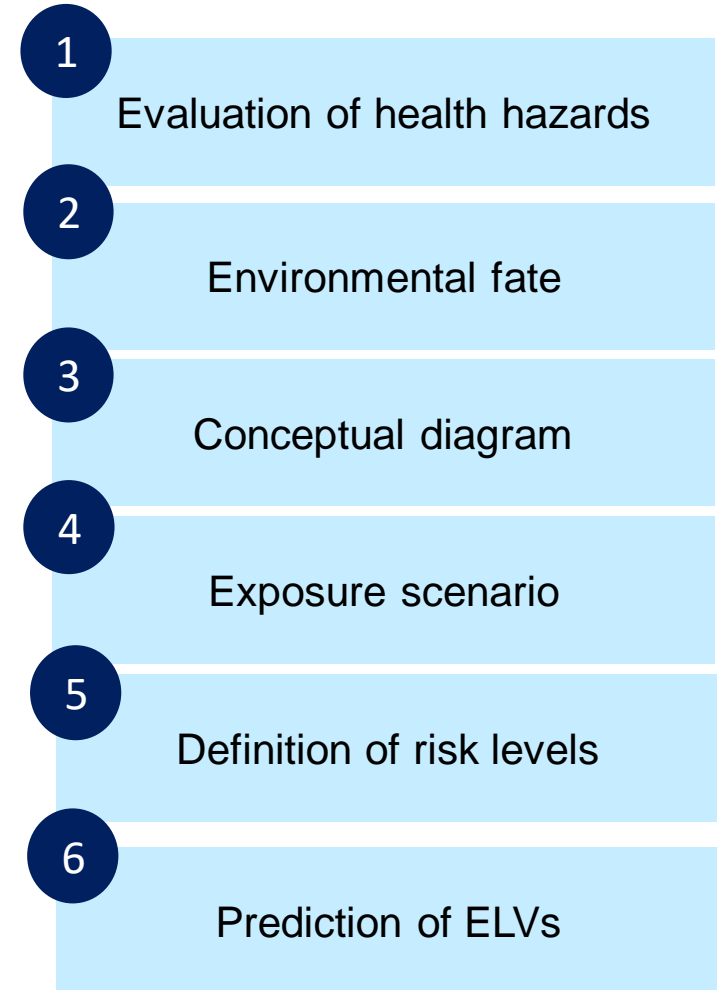 1
Evaluation of health hazards
2
Environmental fate
3
Conceptual diagram
4
Exposure scenario
5
Definition of risk levels
6
Prediction of ELVs